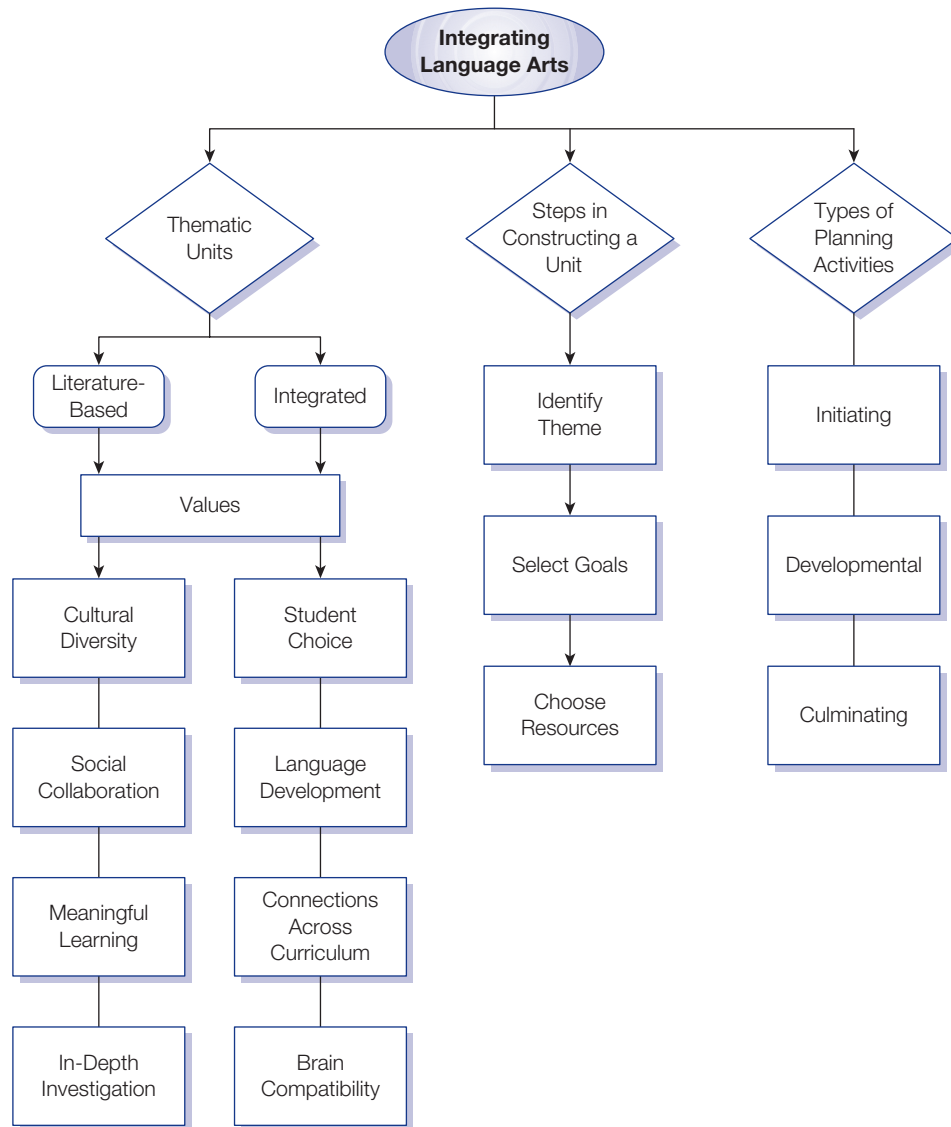 Integrating
Language Arts
Thematic
Units
Steps in
Constructing a
Unit
Types of
Planning
Activities
Literature-
Based
Integrated
Identify
Theme
Initiating
Values
Select Goals
Developmental
Cultural
Diversity
Student
Choice
Choose
Resources
Culminating
Social
Collaboration
Language
Development
Meaningful
Learning
Connections
Across
Curriculum
In-Depth
Investigation
Brain
Compatibility